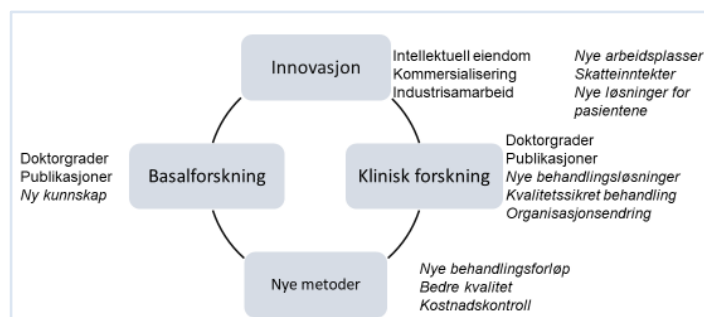 Innovasjon
Intellektuell eiendom
Kommersialisering
Industrisamarbeid
Nye arbeidsplasser
Skatteinntekter
Nye løsninger for
pasientene
Doktorgrader
Publikasjoner
Ny kunnskap
Basalforskning
Klinisk forskning
Doktorgrader
Publikasjoner
Nye behandlingsløsninger
Kvalitetssikret behandling
Organisasjonsendring
Nye metoder
Nye behandlingsforløp
Bedre kvalitet
Kostnadskontroll